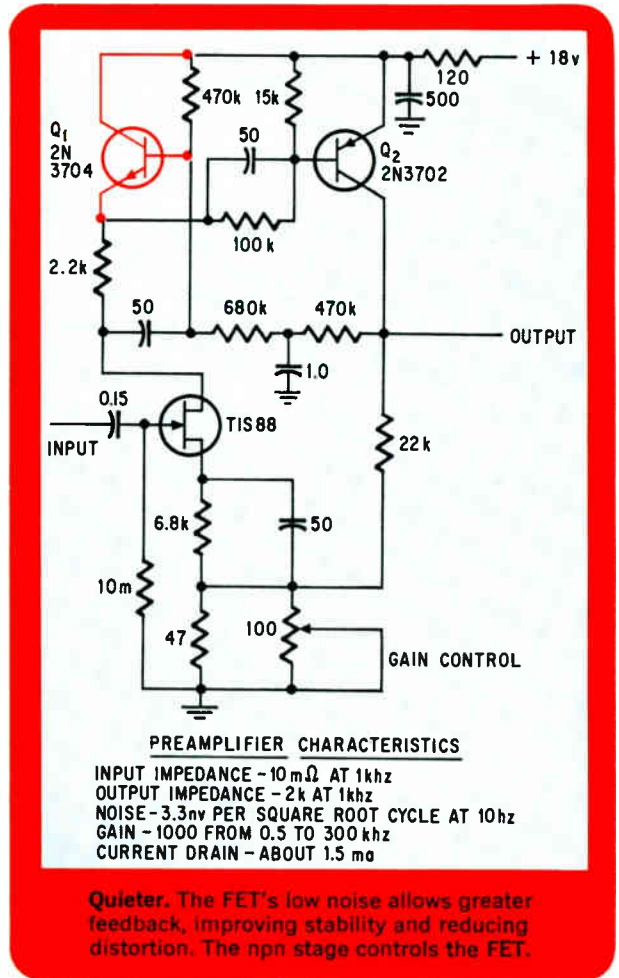 + 18v
120
470k
15k
500
Q1
2N
3704
50
Q2
2N3702
100 k
2.2k
50
680k
470k
OUTPUT
1.0
0.15
TIS88
INPUT
22k
6.8k
50
10m
47
100
GAIN CONTROL
PREAMPLIFIER CHARACTERISTICS
INPUT IMPEDANCE - 10mΩ AT 1khz
OUTPUT IMPEDANCE - 2k AT 1khz
NOISE - 3.3nv PER SQUARE ROOT CYCLE AT 10hz
GAIN - 1000 FROM 0.5 TO 300khz
CURRENT DRAIN - ABOUT 1.5 ma
Quieter. The FET's low noise allows greater
feedback, improving stability and reducing
distortion. The npn stage controls the FET.